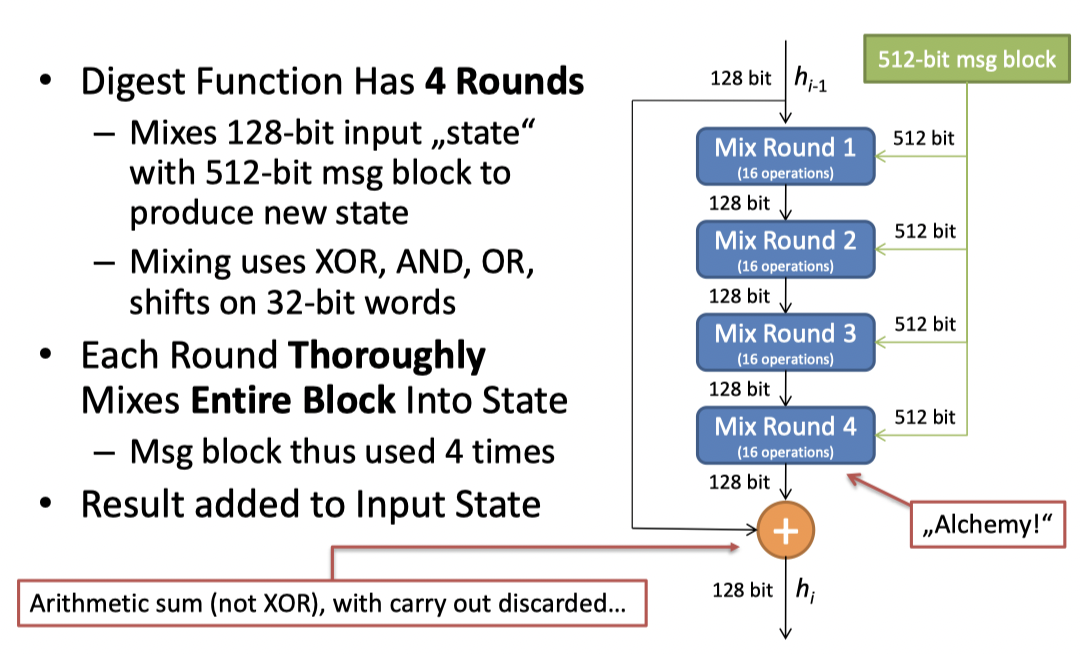 • Digest Function Has 4 Rounds
– Mixes 128-bit input „state“
with 512-bit msg block to
produce new state
– Mixing uses XOR, AND, OR,
shifts on 32-bit words
• Each Round Thoroughly
Mixes Entire Block Into State
– Msg block thus used 4 times
• Result added to Input State
512-bit msg block
128 bit hi-1
Mix Round 1
(16 operations)
512 bit
128 bit
Mix Round 2
(16 operations)
512 bit
128 bit
Mix Round 3
(16 operations)
512 bit
128 bit
Mix Round 4
(16 operations)
512 bit
128 bit
+
„Alchemy!“
Arithmetic sum (not XOR), with carry out discarded...
128 bit hi